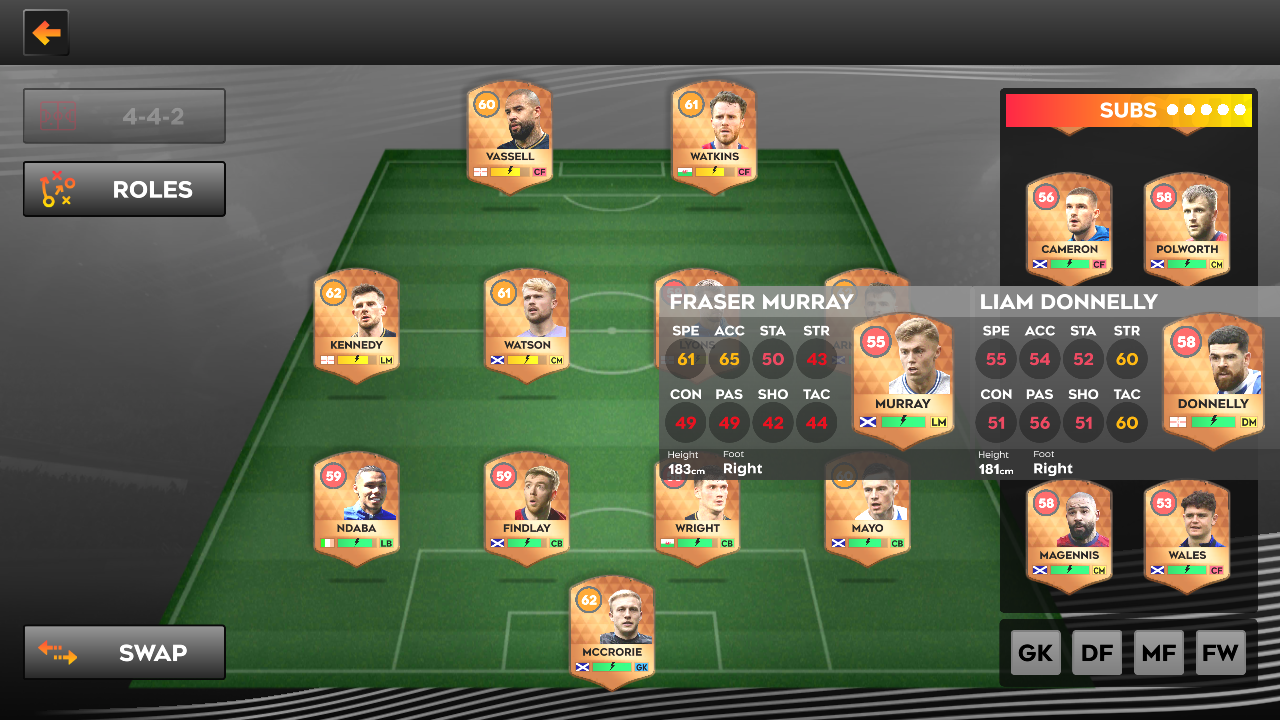 4-4-2
ROLES
SUBS
60
VASSELL
CF
61
WATKINS
CF
56
CAMERON
CF
58
POLWORTH
CM
62
KENNEDY
LM
61
WATSON
CM
LYONS
FRASER MURRAY
SPE ACC STA STR
61 65 50 43
CON PAS SHO TAC
49 49 42 44
Height Foot
183cm Right
55
MURRAY
LM
LIAM DONNELLY
SPE ACC STA STR
55 54 52 60
CON PAS SHO TAC
51 56 51 60
Height Foot
181cm Right
58
DONNELLY
DM
59
NDABA
LB
59
FINDLAY
CB
WRIGHT
CB
MAYO
CB
58
MAGENNIS
CM
53
WALES
CF
62
MCCRORIE
GK
SWAP
GK DF MF FW